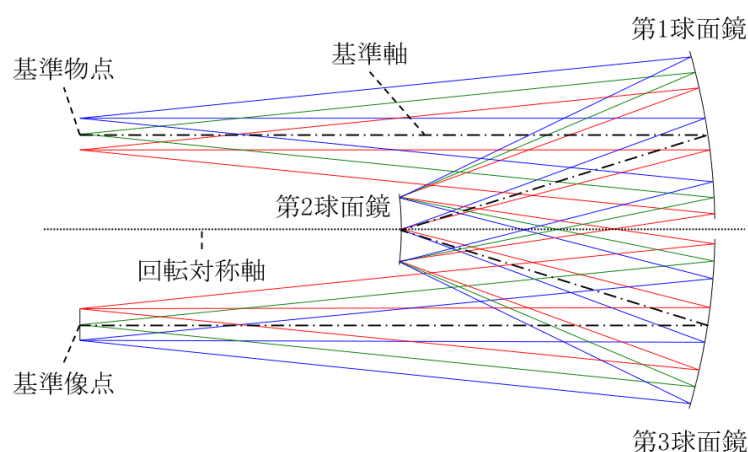 第1球面鏡
基準軸
基準物点
第2球面鏡
回転対称軸
基準像点
第3球面鏡